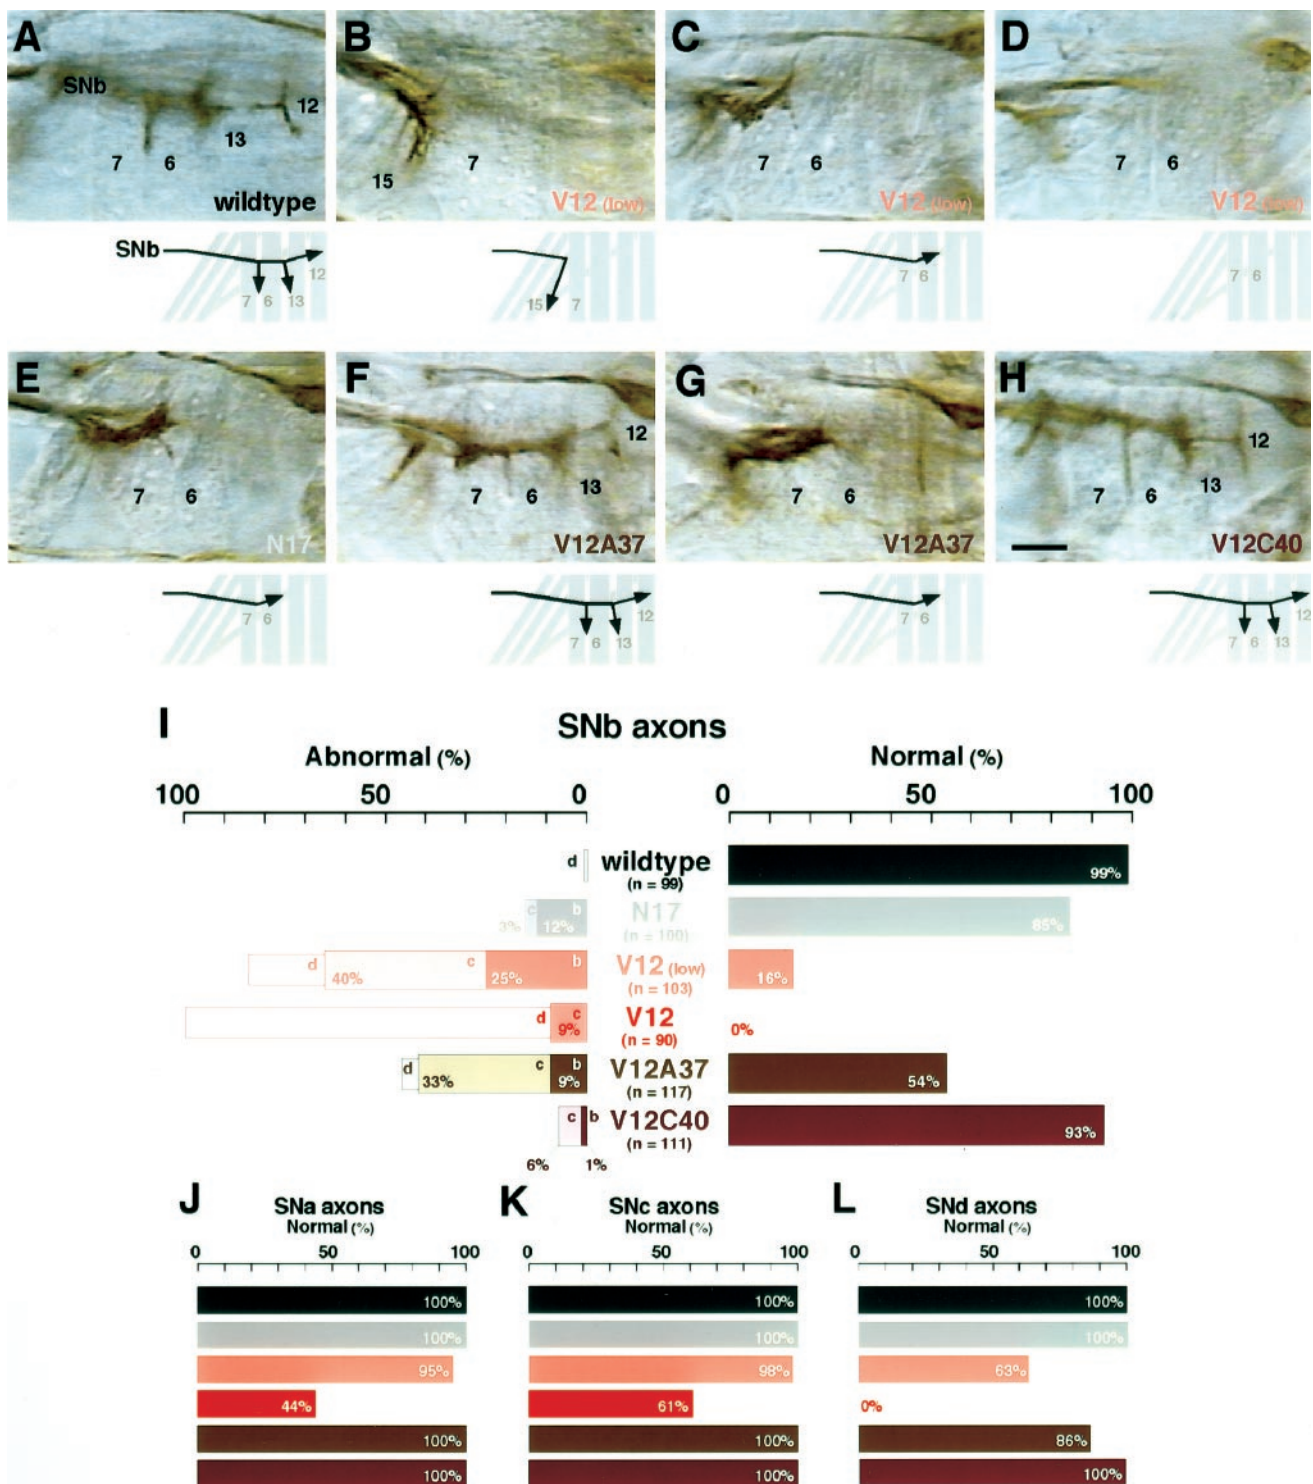 A B C D
SNb
7 6 13 12
wildtype
15 7
V12 (low)
7 6
V12 (low)
7 6
V12 (low)
SNb
7 6 13 12
15 7
7 6
7 6
E F G H
7 6
N17
7 6 13 12
V12A37
7 6
V12A37
7 6 13 12
V12C40
7 6
7 6 13 12
7 6
7 6 13 12
I
SNb axons
Abnormal (%)
Normal (%)
100 50 0
0 50 100
d wildtype 99%
(n = 99)
3% c 12% b N17 85%
(n = 100)
d 40% c 25% b V12 (low) 16%
(n = 103)
d c 9% V12 0%
(n = 90)
d 33% c 9% b V12A37 54%
(n = 117)
c b V12C40 93%
(n = 111)
6% 1%
J
SNa axons
Normal (%)
0 50 100
100%
100%
95%
44%
100%
100%
K
SNc axons
Normal (%)
0 50 100
100%
100%
98%
61%
100%
100%
L
SNd axons
Normal (%)
0 50 100
100%
100%
63%
0%
86%
100%